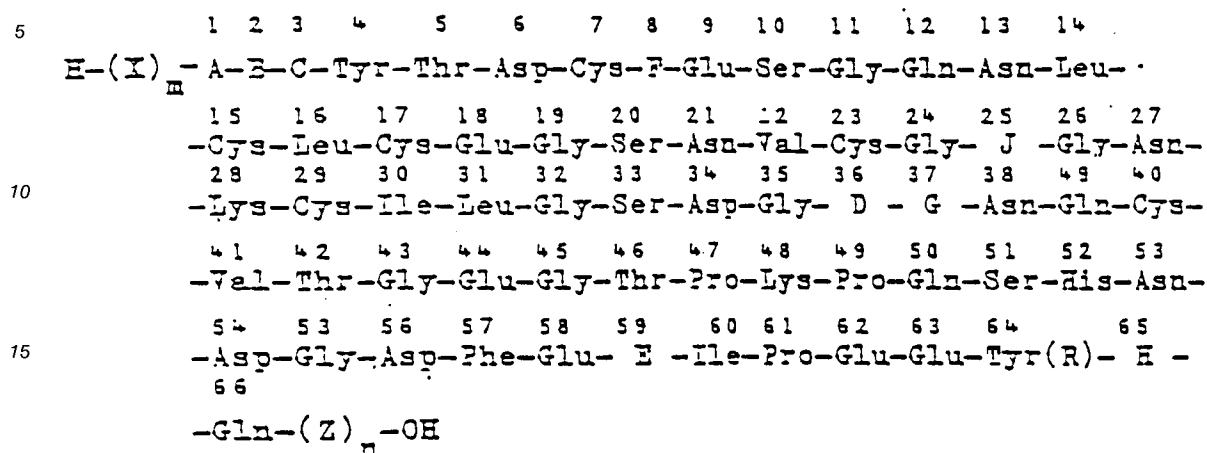 5 1 2 3 4 5 6 7 8 9 10 11 12 13 14
H-(X)m-A-B-C-Tyr-Thr-Asp-Cys-F-Glu-Ser-Gly-Gln-Asn-Leu-
15 16 17 18 19 20 21 22 23 24 25 26 27
-Cys-Leu-Cys-Glu-Gly-Ser-Asn-Val-Cys-Gly- J -Gly-Asn-
10 28 29 30 31 32 33 34 35 36 37 38 49 40
-Lys-Cys-Ile-Leu-Gly-Ser-Asp-Gly- D - G -Asn-Gln-Cys-
41 42 43 44 45 46 47 48 49 50 51 52 53
-Val-Thr-Gly-Glu-Gly-Thr-Pro-Lys-Pro-Gln-Ser-His-Asn-
54 53 56 57 58 59 60 61 62 63 64 65
15 -Asp-Gly-Asp-Phe-Glu- E -Ile-Pro-Glu-Glu-Tyr(R)- H -
66
-Gln-(Z)n-OH